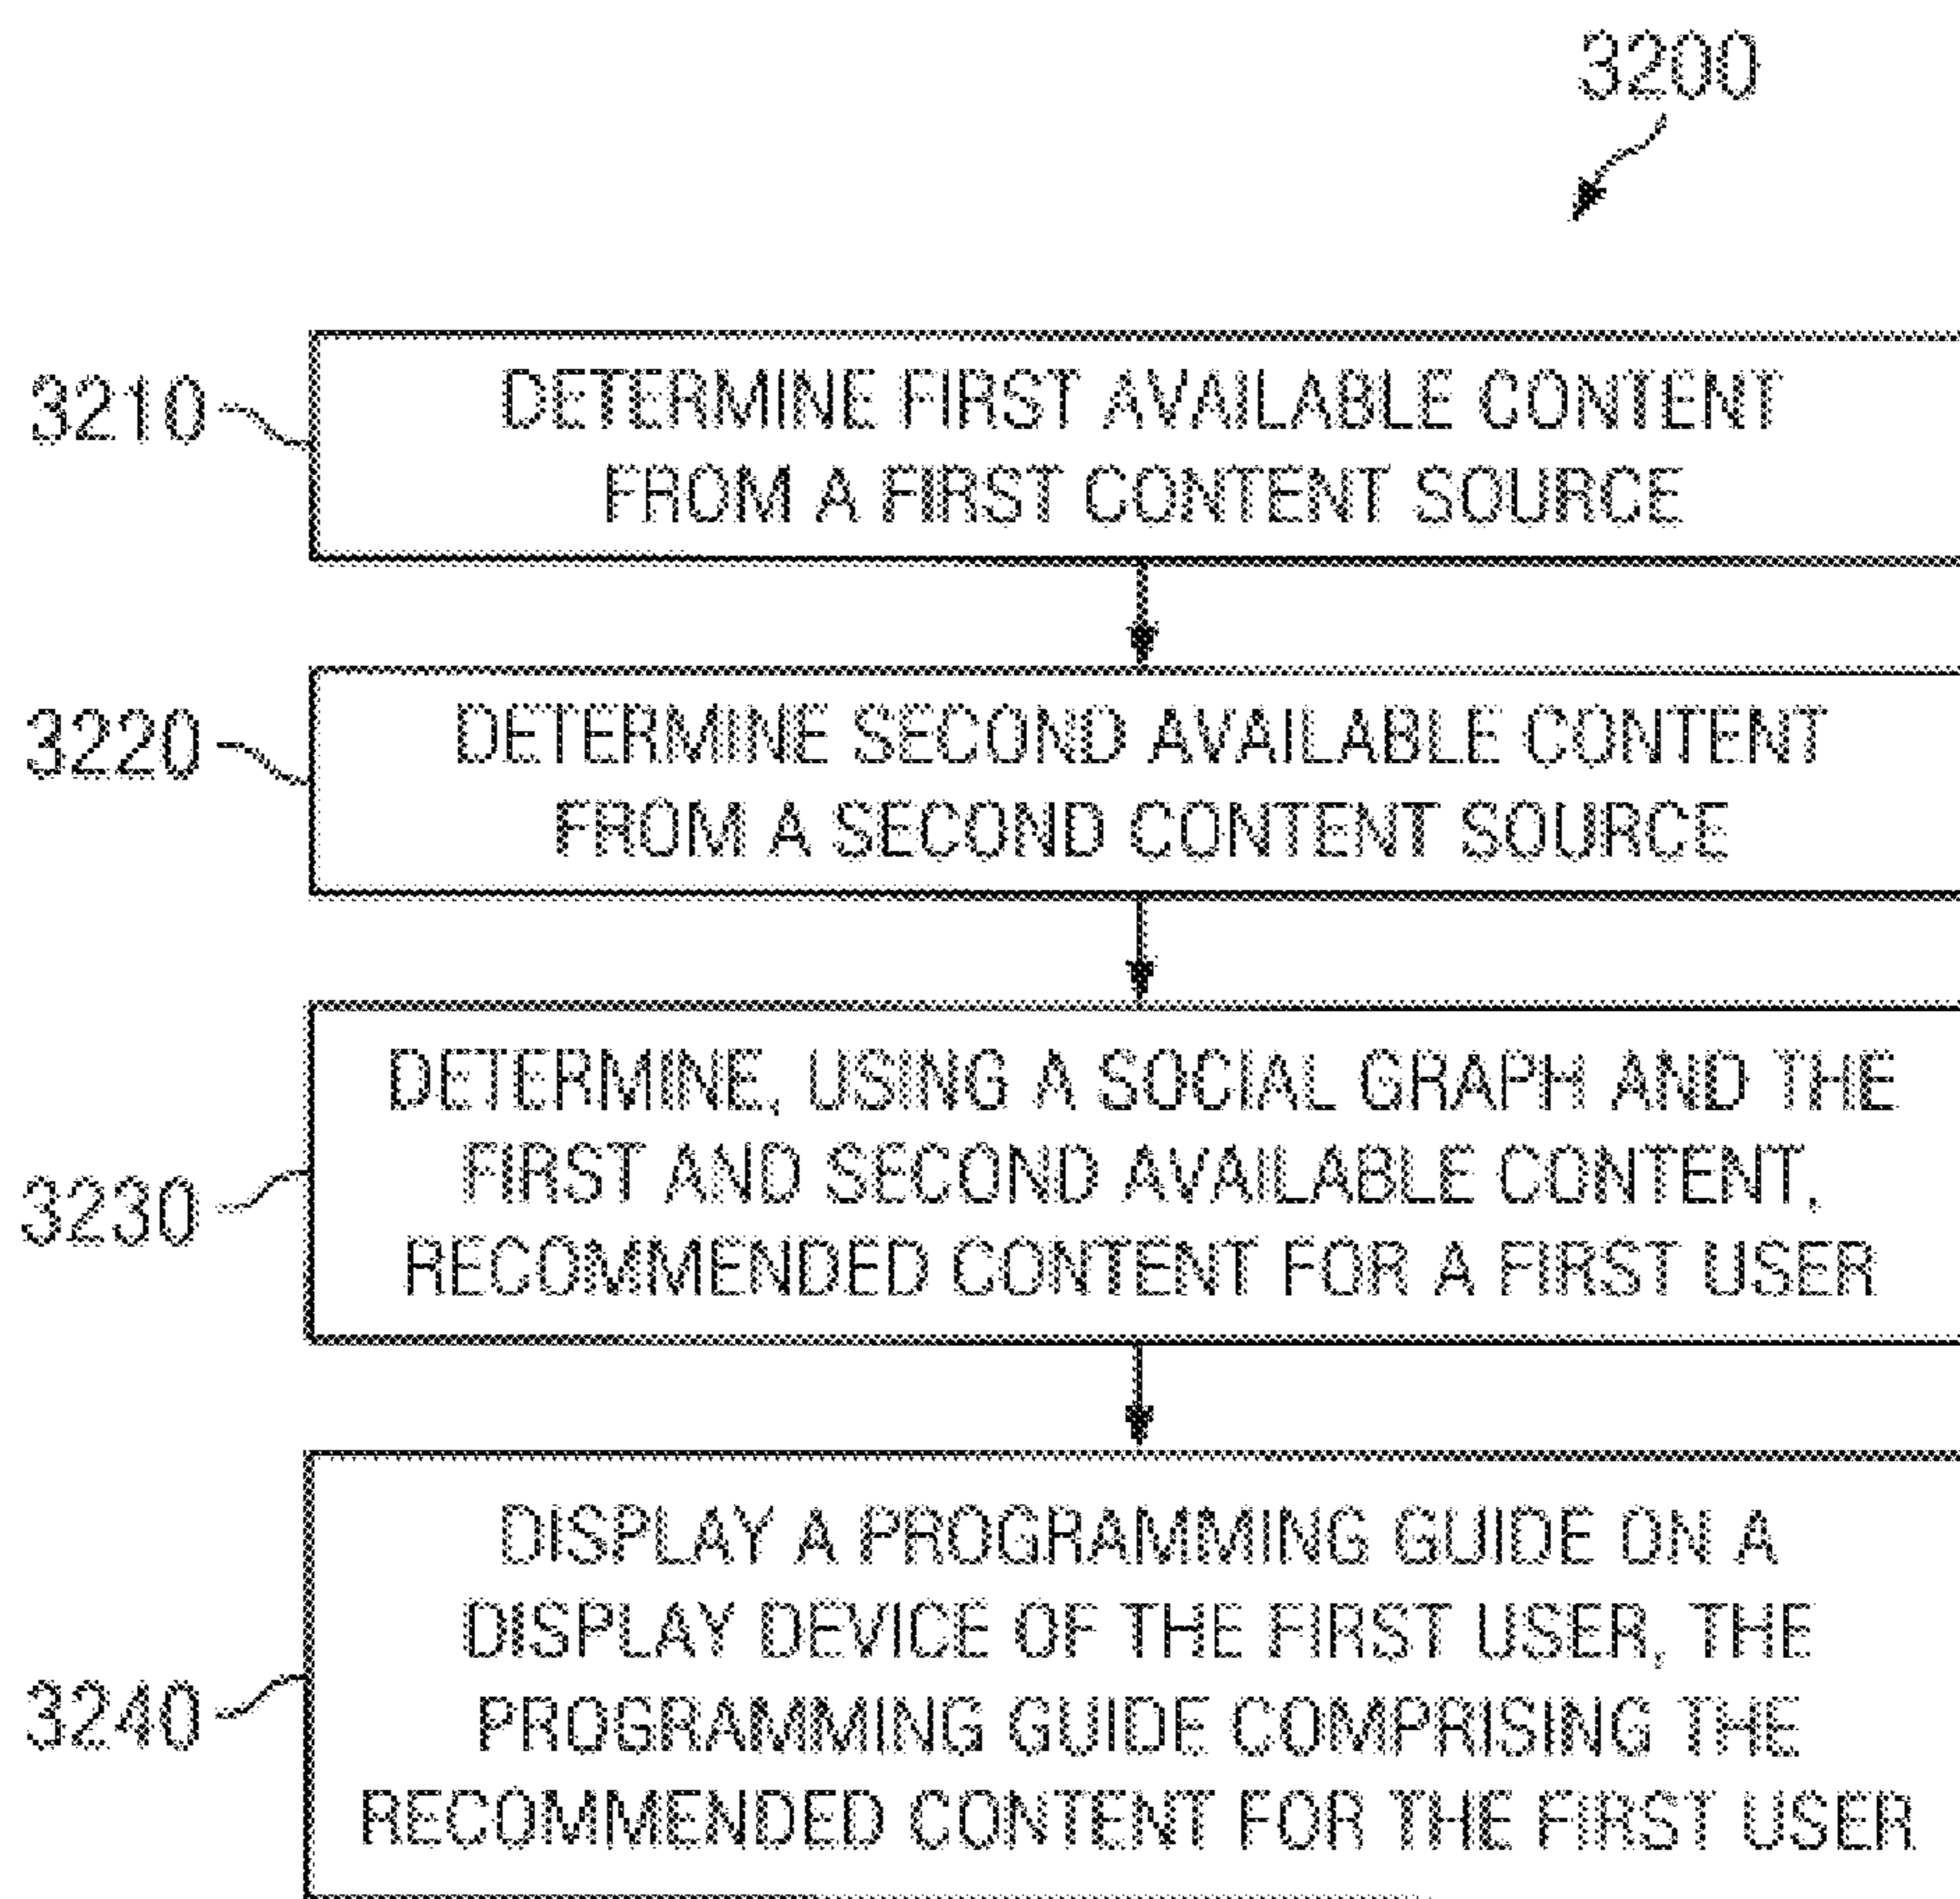 3200
3210
DETERMINE FIRST AVAILABLE CONTENT
FROM A FIRST CONTENT SOURCE
3220
DETERMINE SECOND AVAILABLE CONTENT
FROM A SECOND CONTENT SOURCE
3230
DETERMINE, USING A SOCIAL GRAPH AND THE
FIRST AND SECOND AVAILABLE CONTENT,
RECOMMENDED CONTENT FOR A FIRST USER
3240
DISPLAY A PROGRAMMING GUIDE ON A
DISPLAY DEVICE OF THE FIRST USER, THE
PROGRAMMING GUIDE COMPRISING THE
RECOMMENDED CONTENT FOR THE FIRST USER